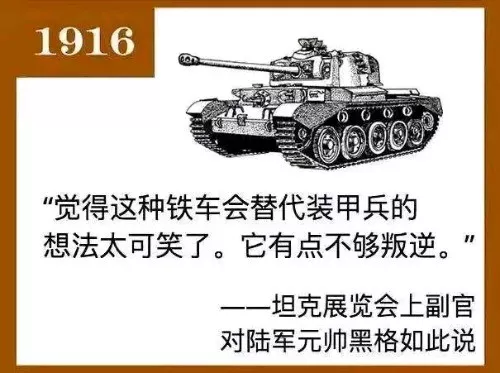 1916
“觉得这种铁车会替代装甲兵的
想法太可笑了。它有点不够叛逆。”
——坦克展览会上副官
对陆军元帅黑格如此说